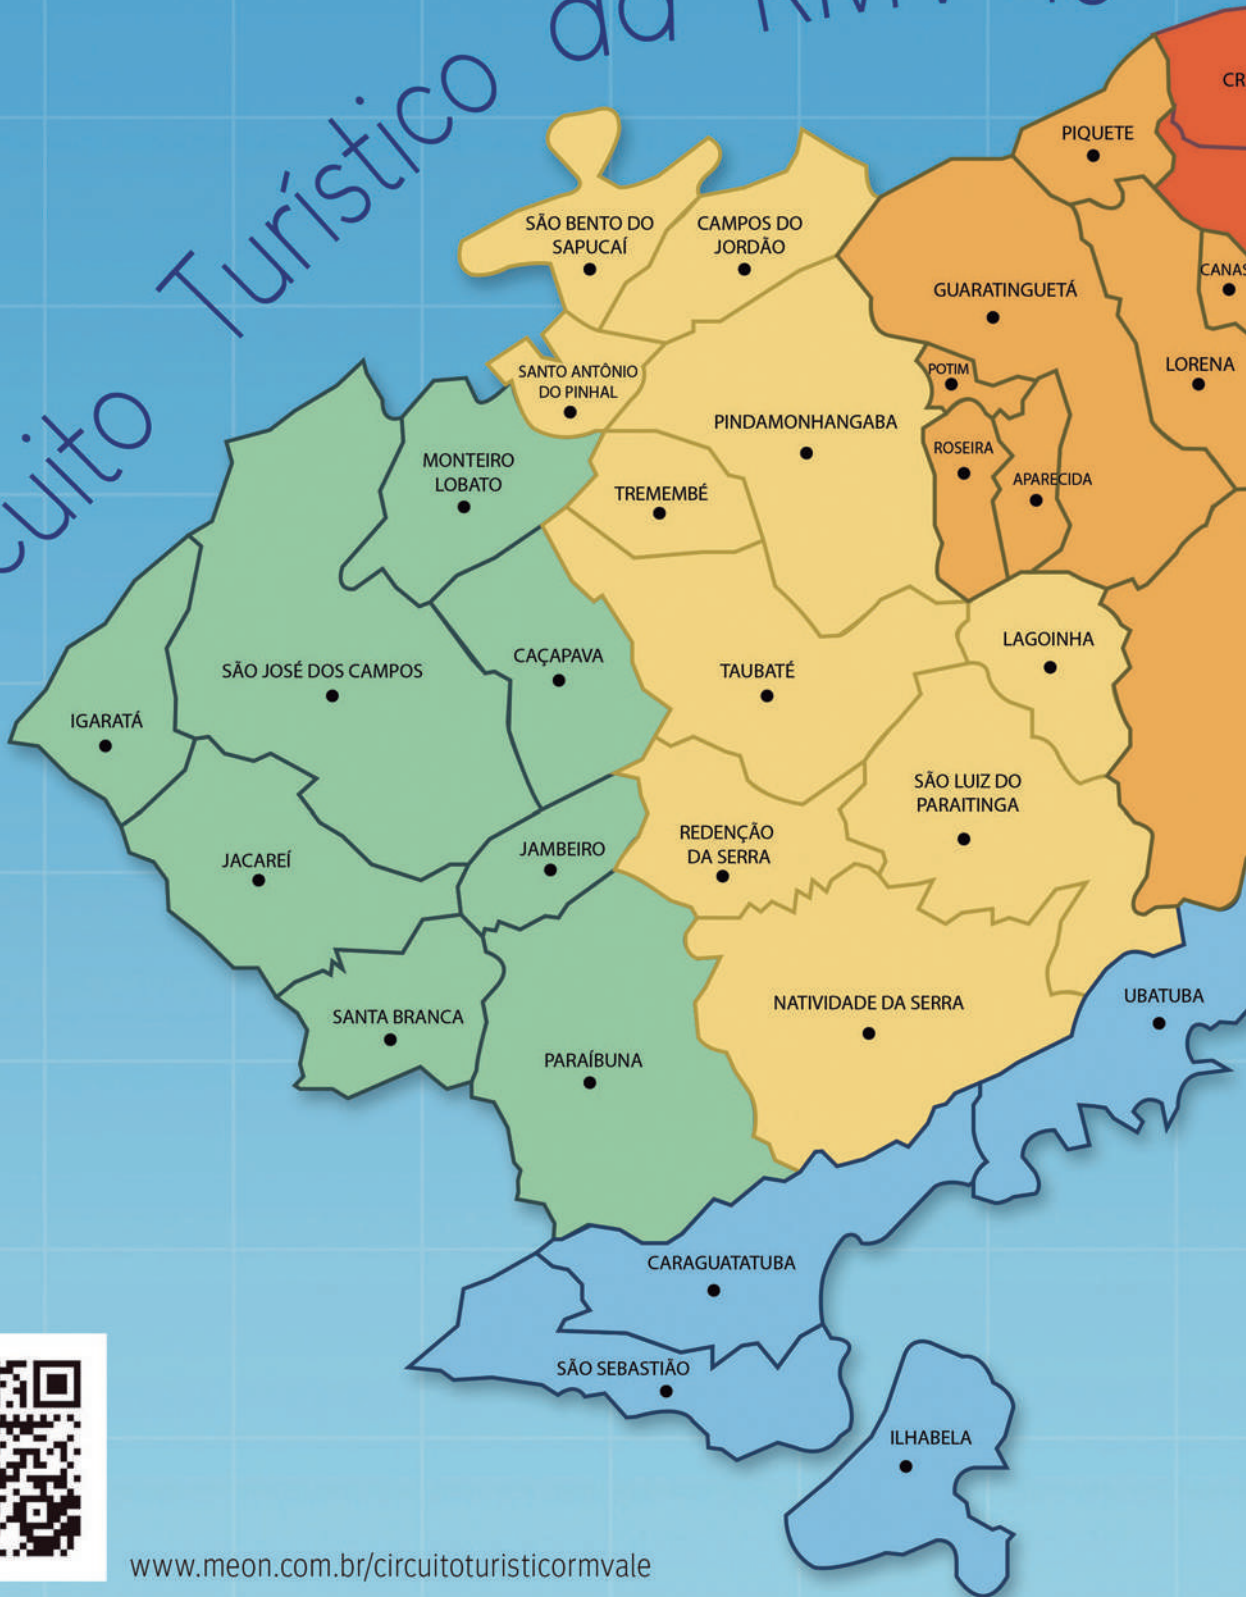 Turístico da
CR
PIQUETE
SÃO BENTO DO
SAPUCAÍ
CAMPOS DO
JORDÃO
CANAS
GUARATINGUETÁ
LORENA
POTIM
SANTO ANTÔNIO
DO PINHAL
PINDAMONHANGABA
ROSEIRA
MONTEIRO
LOBATO
APARECIDA
TREMEMBÉ
LAGOINHA
CAÇAPAVA
SÃO JOSÉ DOS CAMPOS
TAUBATÉ
IGARATÁ
SÃO LUIZ DO
PARAITINGA
REDENÇÃO
DA SERRA
JAMBEIRO
JACAREÍ
UBATUBA
NATIVIDADE DA SERRA
SANTA BRANCA
PARAÍBUNA
CARAGUATATUBA
SÃO SEBASTIÃO
ILHABELA
www.meon.com.br/circuitoturisticormvale